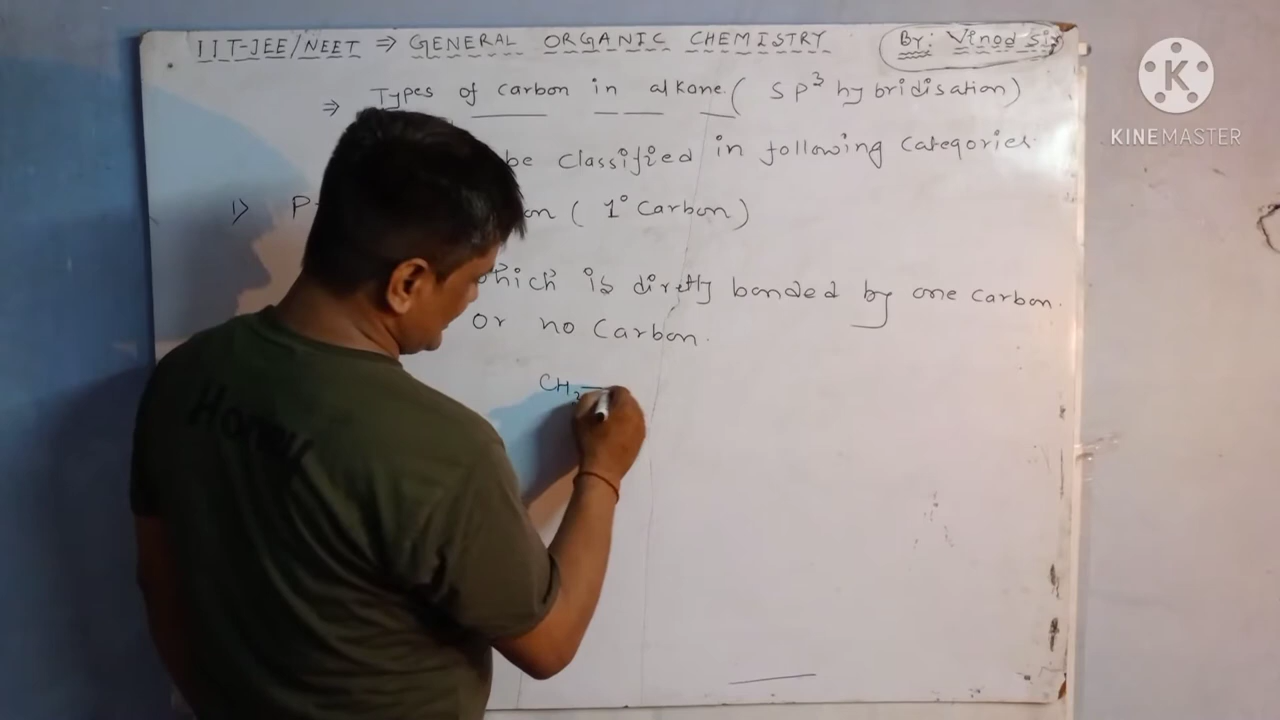 IIT-JEE/NEET ⇒ GENERAL ORGANIC CHEMISTRY
By: Vinod Sir
⇒ Types of carbon in alkane (SP³ hybridisation)
be classified in following categories.
1) P on (1° Carbon)
which is diretly bonded by one carbon.
or no carbon.
CH₃—
KINEMASTER